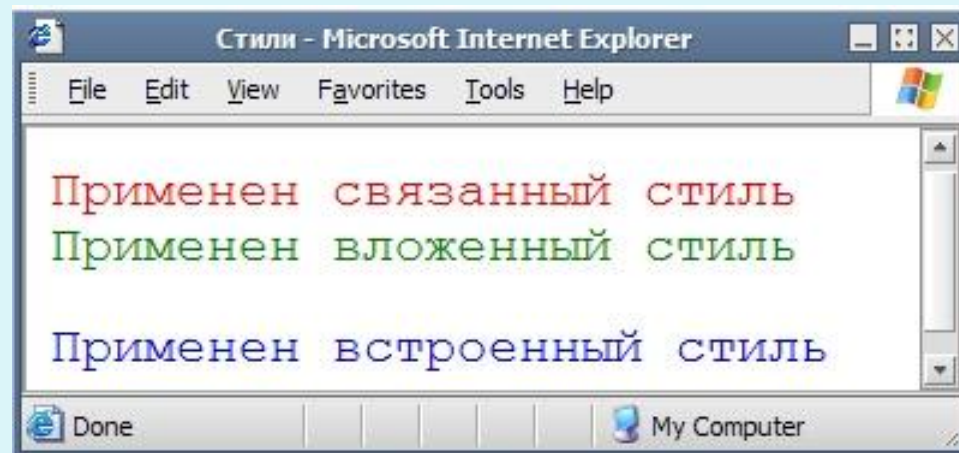 Стили - Microsoft Internet Explorer
File Edit View Favorites Tools Help
Применен связанный стиль
Применен вложенный стиль
Применен встроенный стиль
Done My Computer